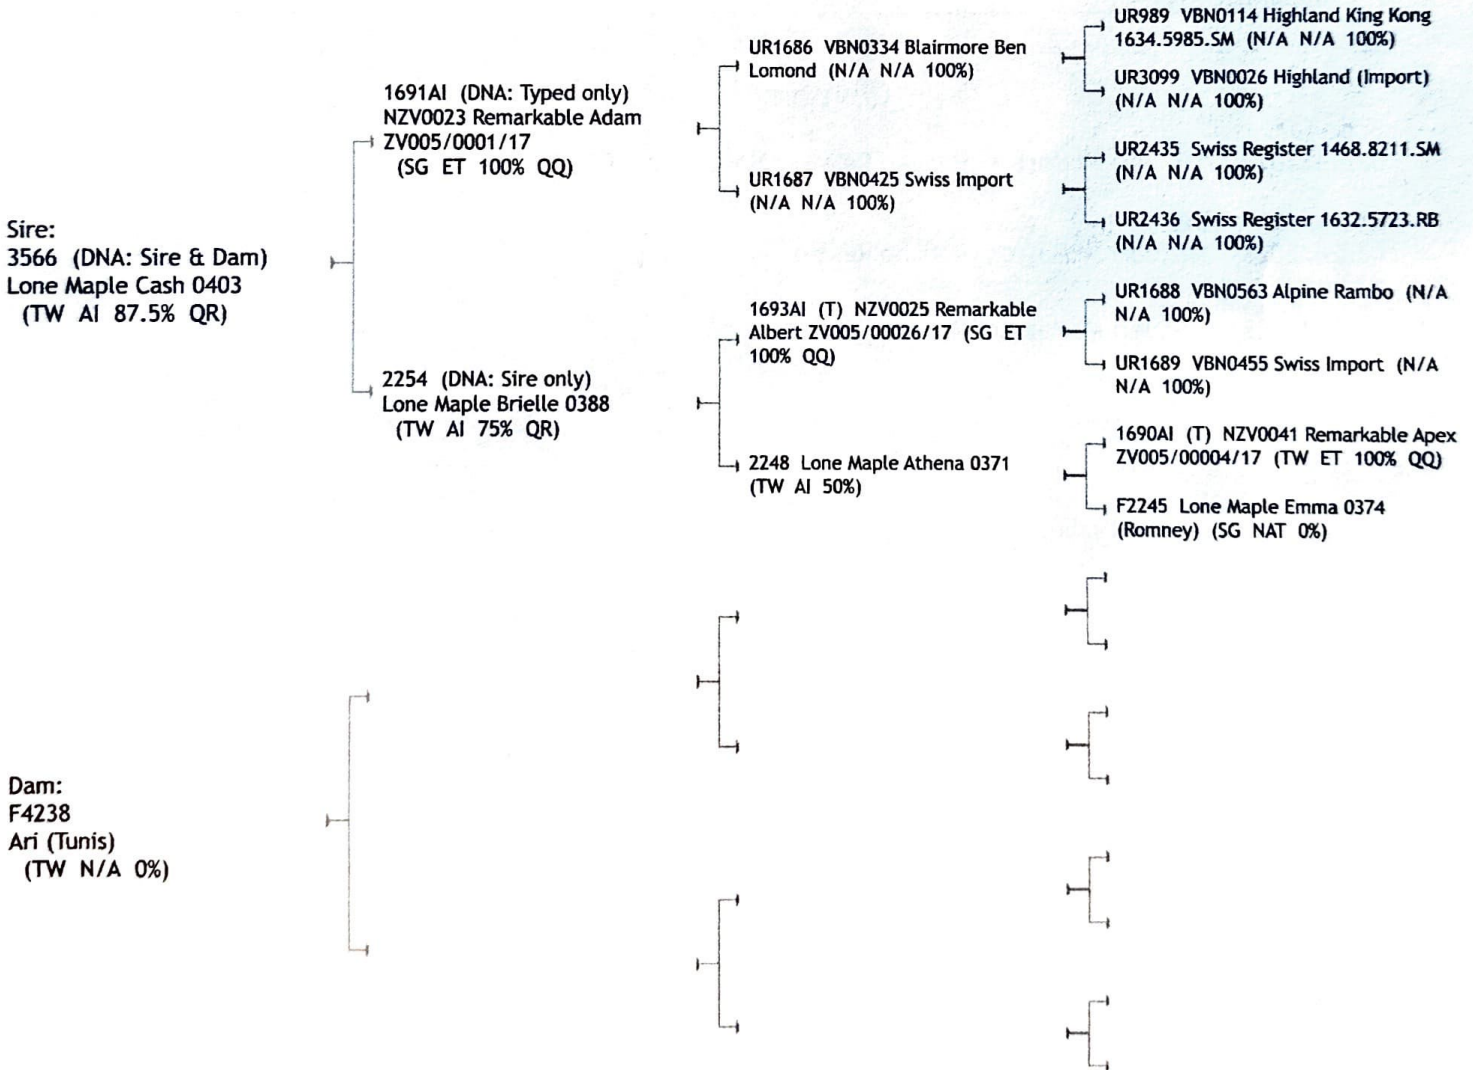 Sire:
3566 (DNA: Sire & Dam)
Lone Maple Cash 0403
(TW AI 87.5% QR)
1691AI (DNA: Typed only)
NZV0023 Remarkable Adam
ZV005/0001/17
(SG ET 100% QQ)
2254 (DNA: Sire only)
Lone Maple Brielle 0388
(TW AI 75% QR)
UR1686 VBN0334 Blairmore Ben
Lomond (N/A N/A 100%)
UR1687 VBN0425 Swiss Import
(N/A N/A 100%)
1693AI (T) NZV0025 Remarkable
Albert ZV005/00026/17 (SG ET
100% QQ)
2248 Lone Maple Athena 0371
(TW AI 50%)
UR989 VBN0114 Highland King Kong
1634.5985.SM (N/A N/A 100%)
UR3099 VBN0026 Highland (Import)
(N/A N/A 100%)
UR2435 Swiss Register 1468.8211.SM
(N/A N/A 100%)
UR2436 Swiss Register 1632.5723.RB
(N/A N/A 100%)
UR1688 VBN0563 Alpine Rambo (N/A
N/A 100%)
UR1689 VBN0455 Swiss Import (N/A
N/A 100%)
1690AI (T) NZV0041 Remarkable Apex
ZV005/00004/17 (TW ET 100% QQ)
F2245 Lone Maple Emma 0374
(Romney) (SG NAT 0%)
Dam:
F4238
Ari (Tunis)
(TW N/A 0%)